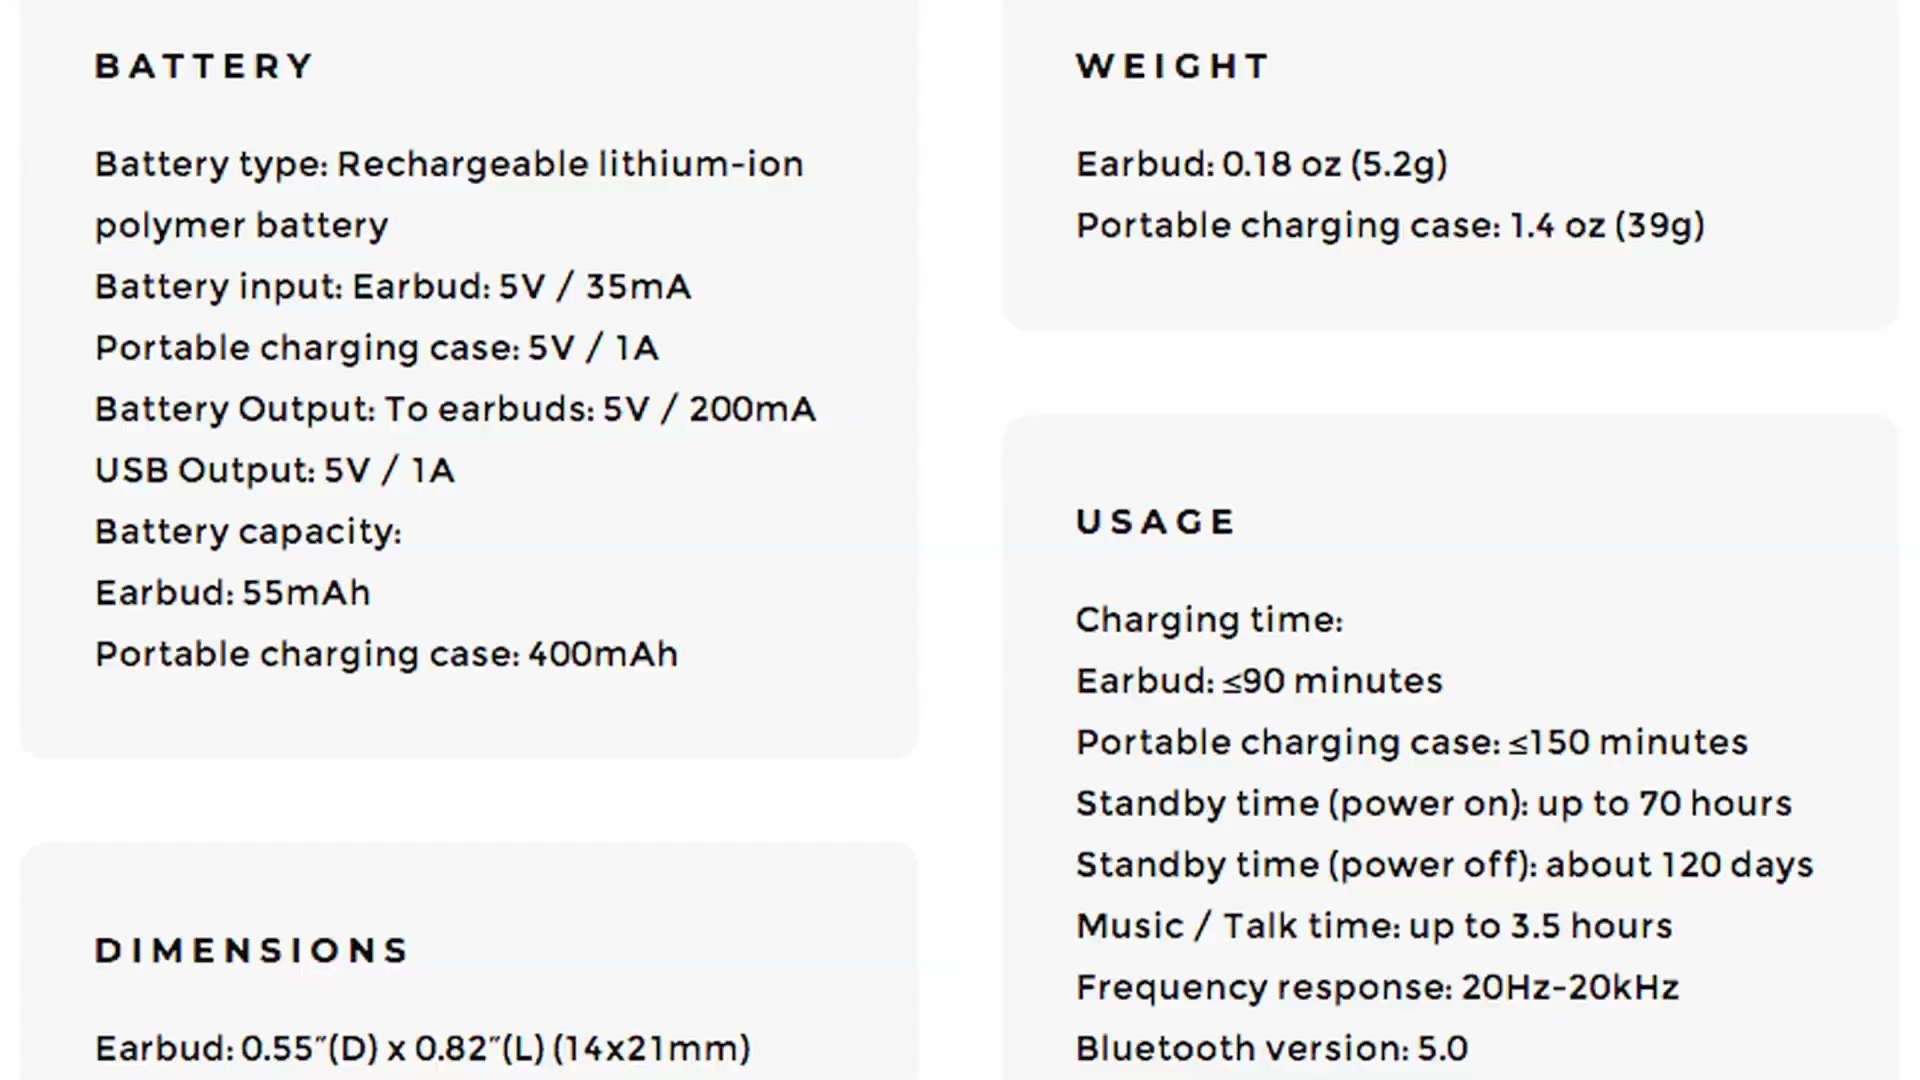 BATTERY
Battery type: Rechargeable lithium-ion
polymer battery
Battery input: Earbud: 5V / 35mA
Portable charging case: 5V / 1A
Battery Output: To earbuds: 5V / 200mA
USB Output: 5V / 1A
Battery capacity:
Earbud: 55mAh
Portable charging case: 400mAh
DIMENSIONS
Earbud: 0.55″(D) x 0.82″(L) (14x21mm)
WEIGHT
Earbud: 0.18 oz (5.2g)
Portable charging case: 1.4 oz (39g)
USAGE
Charging time:
Earbud: ≤90 minutes
Portable charging case: ≤150 minutes
Standby time (power on): up to 70 hours
Standby time (power off): about 120 days
Music / Talk time: up to 3.5 hours
Frequency response: 20Hz-20kHz
Bluetooth version: 5.0